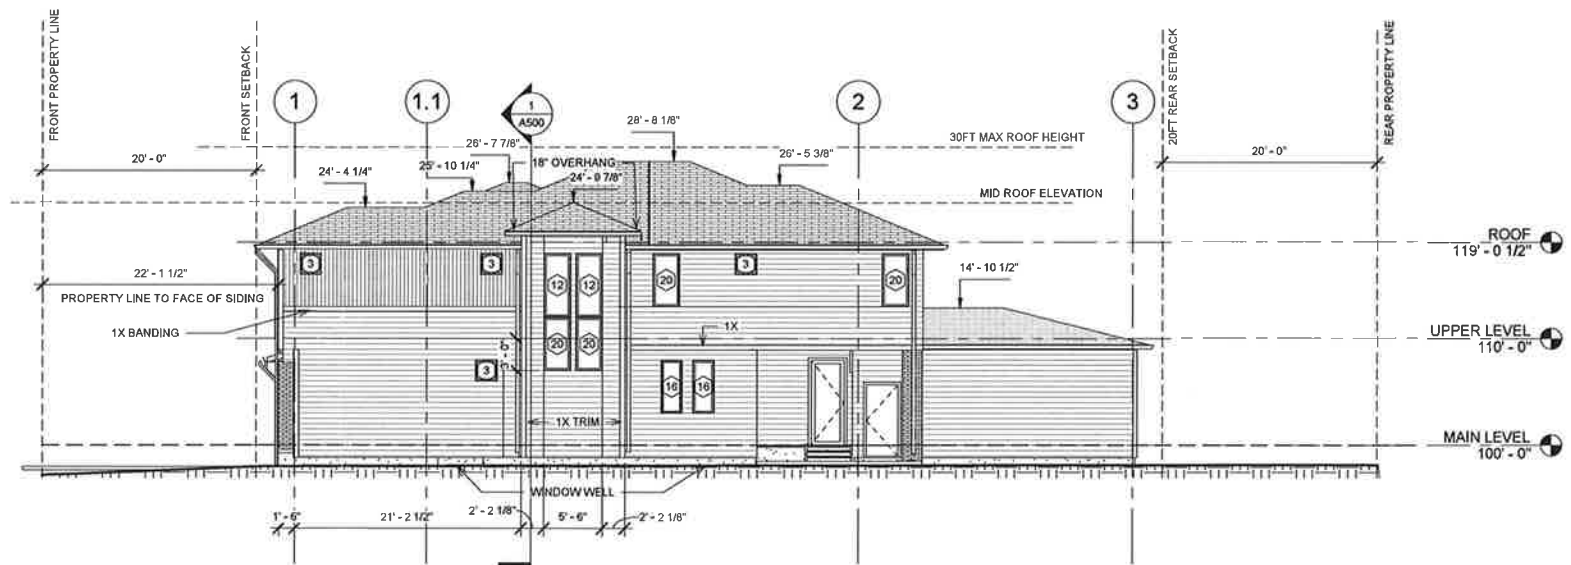 FRONT PROPERTY LINE
FRONT SETBACK
20FT REAR SETBACK
REAR PROPERTY LINE
1
1.1
1
A500
2
3
28' - 8 1/8"
30FT MAX ROOF HEIGHT
26' - 7 7/8"
20' - 0"
25' - 10 1/4"
18" OVERHANG
26' - 5 3/8"
20' - 0"
24' - 4 1/4"
24' - 0 7/8"
MID ROOF ELEVATION
ROOF
119' - 0 1/2"
3
3
3
22' - 1 1/2"
14' - 10 1/2"
12
12
20
20
PROPERTY LINE TO FACE OF SIDING
1X BANDING
1X
UPPER LEVEL
110' - 0"
20
20
3' - 0"
3
16
16
1X TRIM
MAIN LEVEL
100' - 0"
WINDOW WELL
1' - 6"
21' - 2 1/2"
2' - 2 1/8"
5' - 6"
2' - 2 1/8"